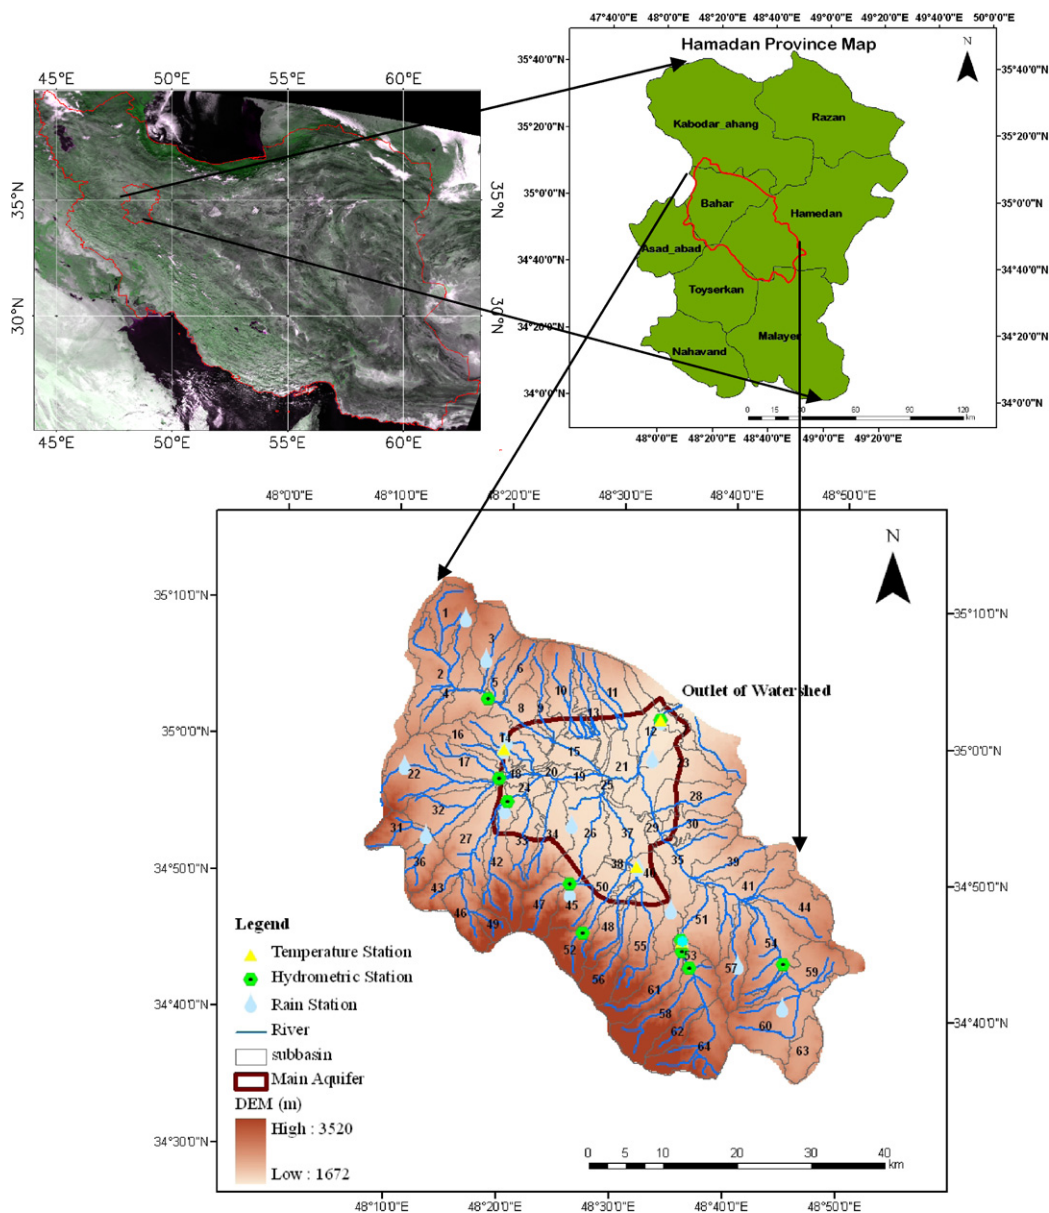 45°E 50°E 55°E 60°E
35°N 35°N
30°N 30°N
45°E 50°E 55°E 60°E
47°40'0"E 48°0'0"E 48°20'0"E 48°40'0"E 49°0'0"E 49°20'0"E 49°40'0"E 50°0'0"E
Hamadan Province Map
N
35°40'0"N 35°40'0"N
Kabodar_ahang Razan
35°20'0"N 35°20'0"N
35°0'0"N 35°0'0"N
Bahar Hamedan
Asad_abad
34°40'0"N 34°40'0"N
Toyserkan
34°20'0"N 34°20'0"N
Malayer
Nahavand
34°0'0"N 34°0'0"N
0 15 30 60 90 120
km
48°0'0"E 48°20'0"E 48°40'0"E 49°0'0"E 49°20'0"E
48°0'0"E 48°10'0"E 48°20'0"E 48°30'0"E 48°40'0"E 48°50'0"E
N
35°10'0"N 35°10'0"N
1
3
2 5 6
4 10 11
Outlet of Watershed
8 9 13
12
35°0'0"N 35°0'0"N
16 14 15
17 21 3
22 18 20 19
24 25 28
32
31 34 26 37 29 30
27 33
36 42 38 35 39
34°50'0"N 34°50'0"N
43 50 40 41
47 45 44
46 49 48 51
52 55 53 54
56 57 59
61
58 60
62 63
64
34°40'0"N 34°40'0"N
34°30'0"N
Legend
Temperature Station
Hydrometric Station
Rain Station
River
subbasin
Main Aquifer
DEM (m)
High : 3520
Low : 1672
0 5 10 20 30 40
km
48°10'0"E 48°20'0"E 48°30'0"E 48°40'0"E 48°50'0"E